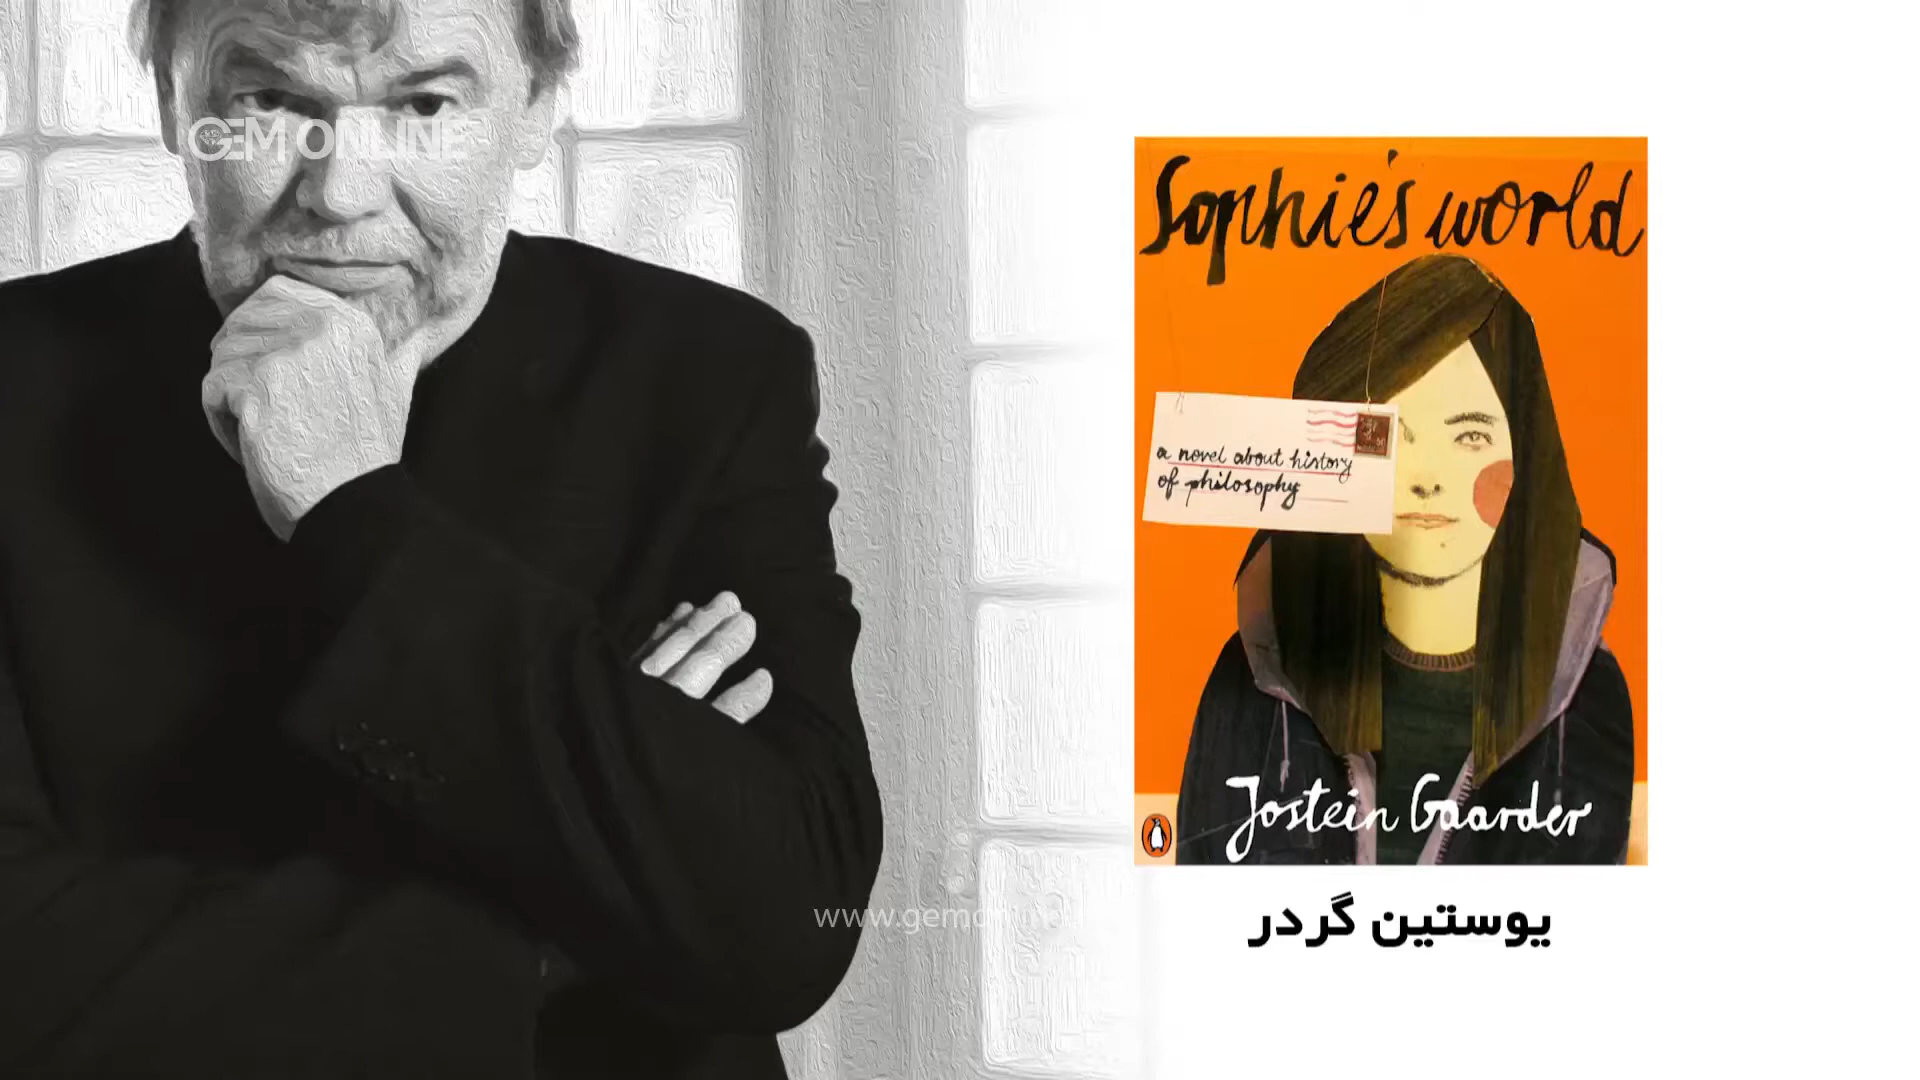 GEM ONLINE
Sophie's world
a novel about history
of philosophy
Jostein Gaarder
یوستین گردر